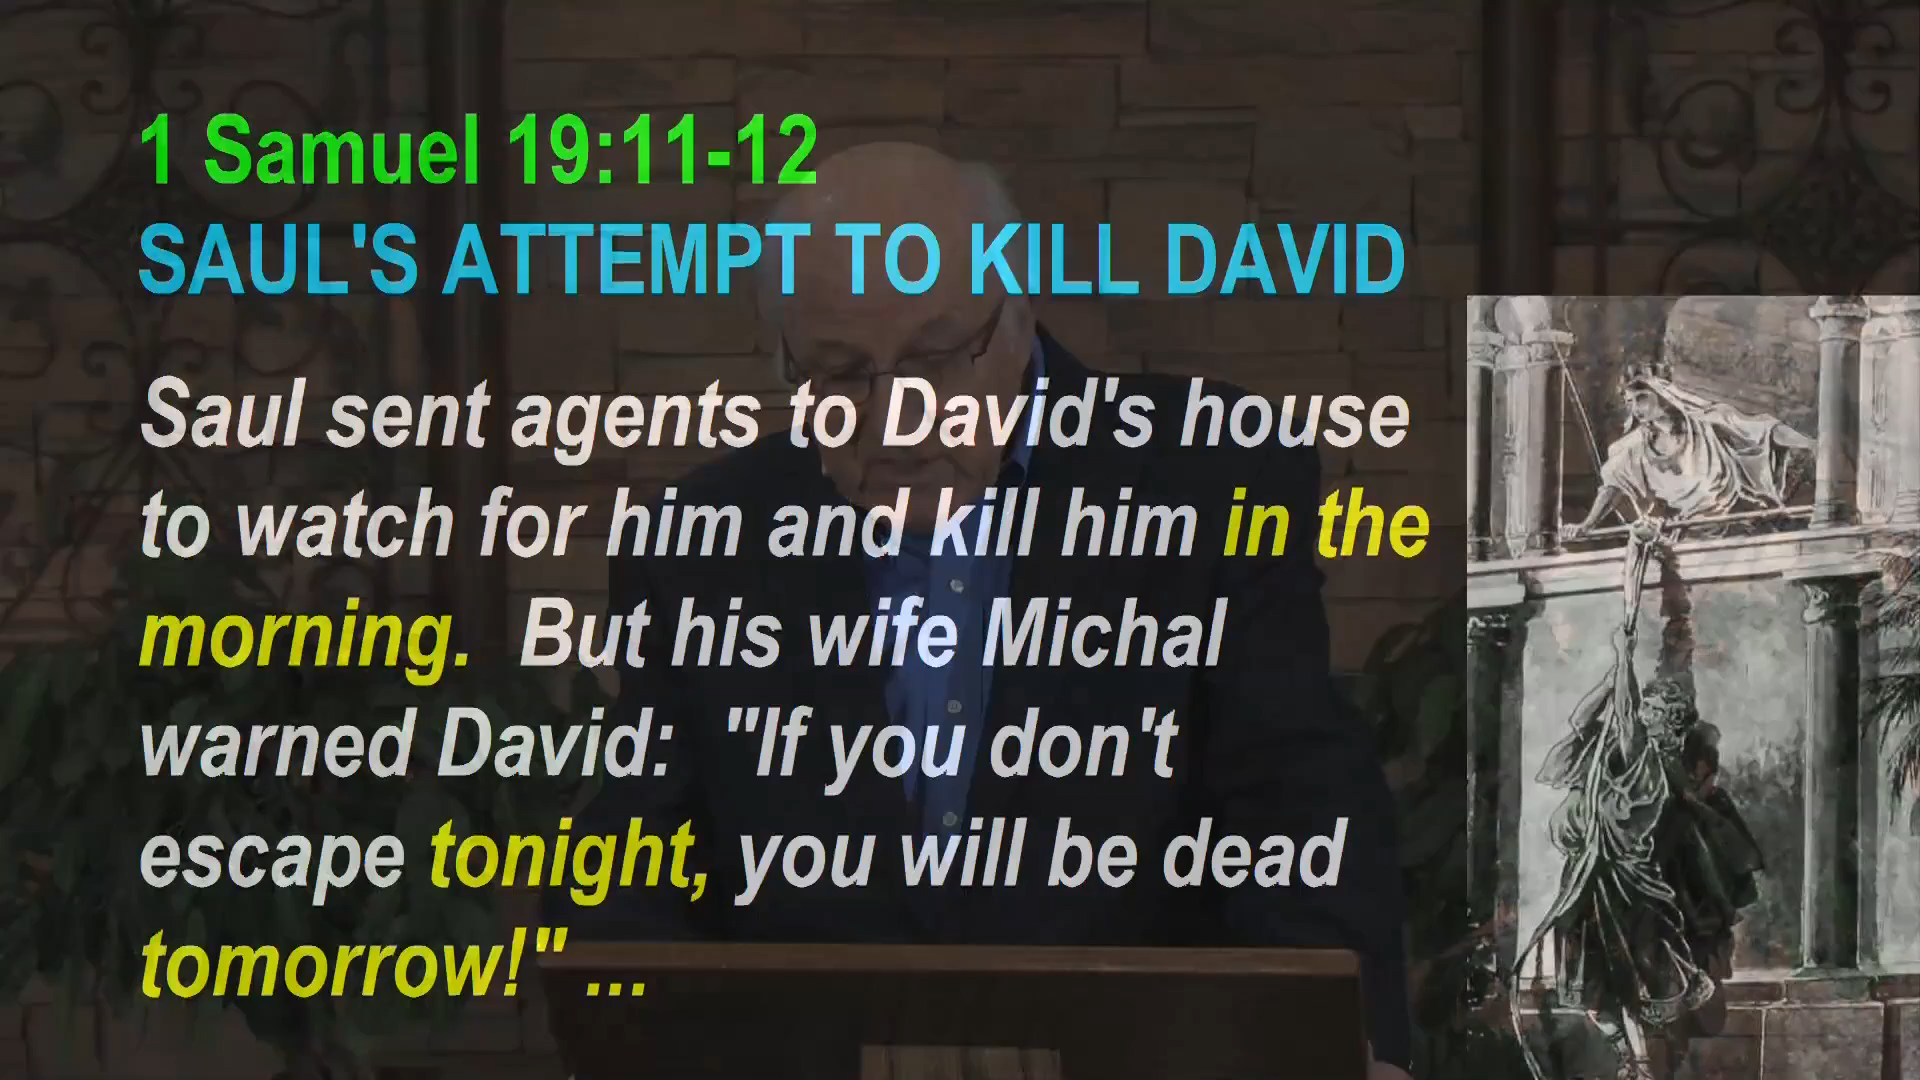 1 Samuel 19:11-12
SAUL'S ATTEMPT TO KILL DAVID
Saul sent agents to David's house
to watch for him and kill him in the
morning.  But his wife Michal
warned David:  "If you don't
escape tonight, you will be dead
tomorrow!" ...